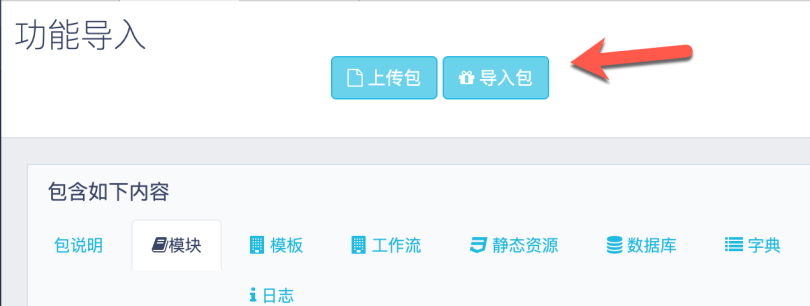 功能导入
上传包 导入包
包含如下内容
包说明 模块 模板 工作流 静态资源 数据库 字典
日志